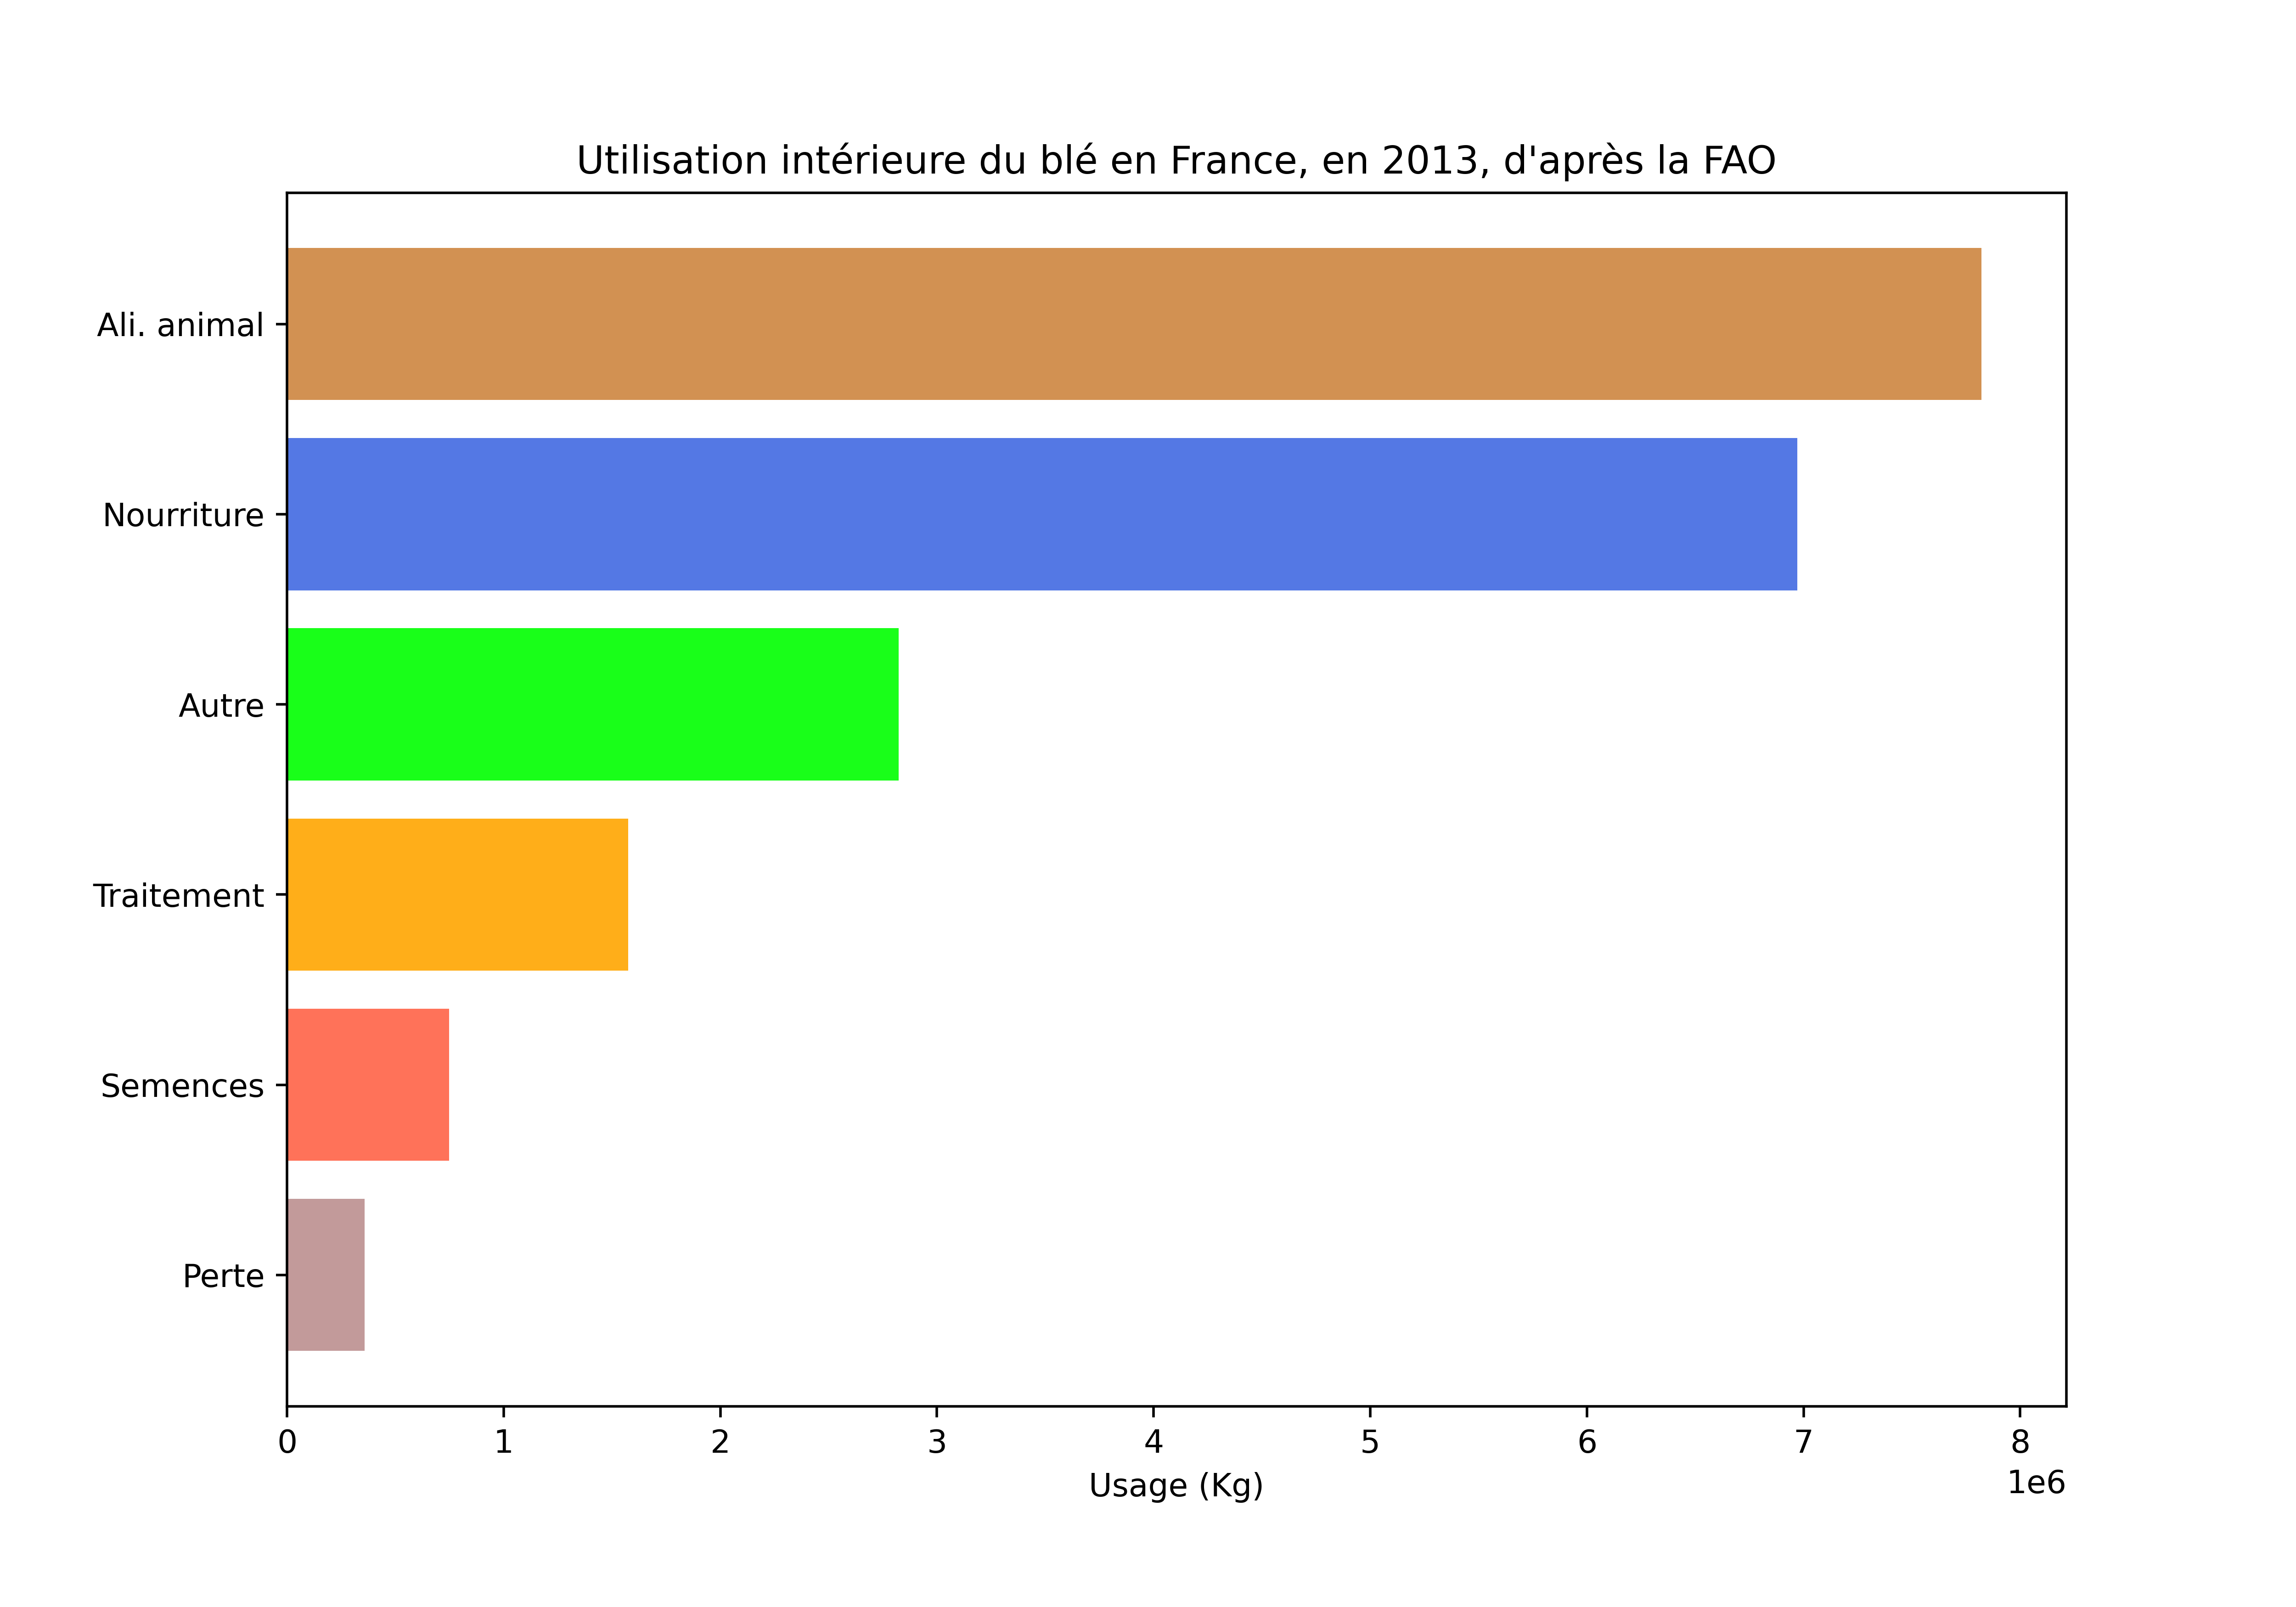 Utilisation intérieure du blé en France, en 2013, d'après la FAO
Ali. animal
Nourriture
Autre
Traitement
Semences
Perte
0 1 2 3 4 5 6 7 8
1e6
Usage (Kg)